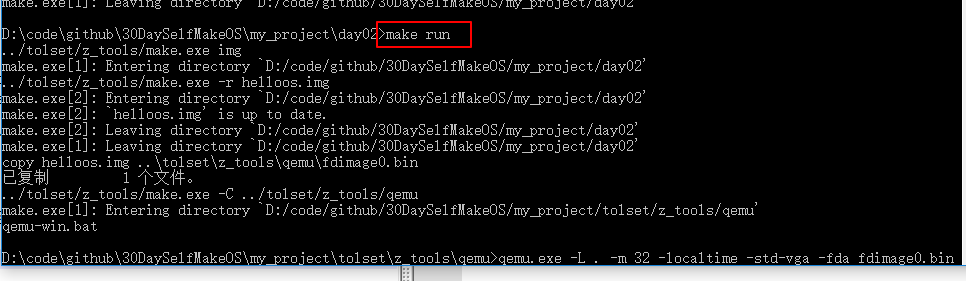 make.exe[1]: Leaving directory `D:/code/github/30DaySelfMakeOS/my_project/day02'
D:\code\github\30DaySelfMakeOS\my_project\day02>make run
../tolset/z_tools/make.exe img
make.exe[1]: Entering directory `D:/code/github/30DaySelfMakeOS/my_project/day02'
../tolset/z_tools/make.exe -r helloos.img
make.exe[2]: Entering directory `D:/code/github/30DaySelfMakeOS/my_project/day02'
make.exe[2]: `helloos.img' is up to date.
make.exe[2]: Leaving directory `D:/code/github/30DaySelfMakeOS/my_project/day02'
make.exe[1]: Leaving directory `D:/code/github/30DaySelfMakeOS/my_project/day02'
copy helloos.img ..\tolset\z_tools\qemu\fdimage0.bin
已复制         1 个文件。
../tolset/z_tools/make.exe -C ../tolset/z_tools/qemu
make.exe[1]: Entering directory `D:/code/github/30DaySelfMakeOS/my_project/tolset/z_tools/qemu'
qemu-win.bat
D:\code\github\30DaySelfMakeOS\my_project\tolset\z_tools\qemu>qemu.exe -L . -m 32 -localtime -std-vga -fda fdimage0.bin